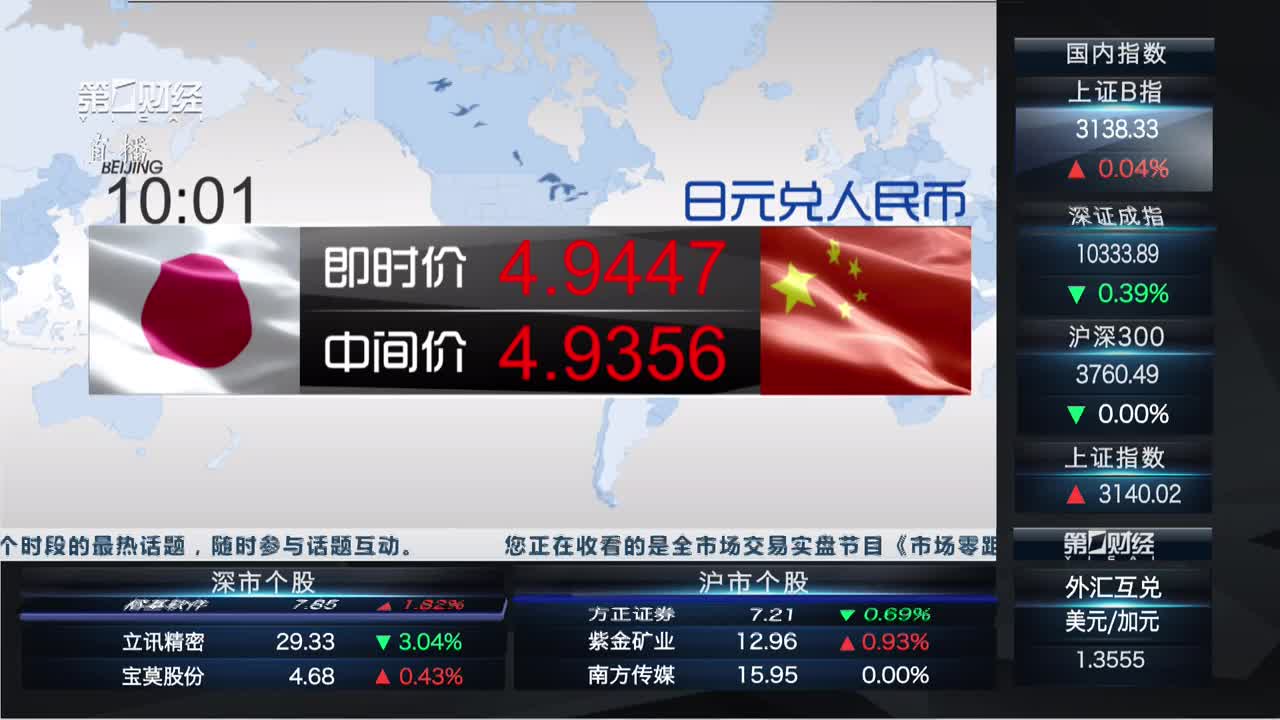 第一财经
YICAI
直播
BEIJING
10:01
日元兑人民币
即时价 4.9447
中间价 4.9356
个时段的最热话题，随时参与话题互动。 您正在收看的是全市场交易实盘节目《市场零距
深市个股
7.65 ▲ 1.82%
立讯精密 29.33 ▼ 3.04%
宝莫股份 4.68 ▲ 0.43%
沪市个股
方正证券 7.21 ▼ 0.69%
紫金矿业 12.96 ▲ 0.93%
南方传媒 15.95 0.00%
国内指数
上证B指
3138.33
▲ 0.04%
深证成指
10333.89
▼ 0.39%
沪深300
3760.49
▼ 0.00%
上证指数
▲ 3140.02
第一财经
YICAI
外汇互兑
美元/加元
1.3555